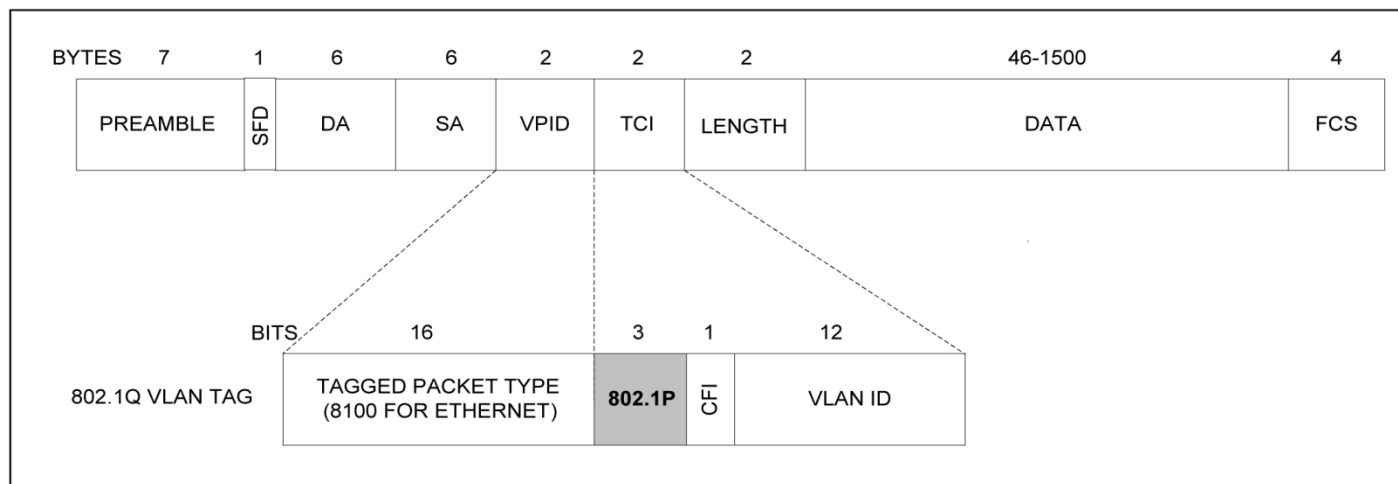 BYTES 7 1 6 6 2 2 2 46-1500 4
PREAMBLE SFD DA SA VPID TCI LENGTH DATA FCS
BITS 16 3 1 12
802.1Q VLAN TAG TAGGED PACKET TYPE 802.1P CFI VLAN ID
(8100 FOR ETHERNET)